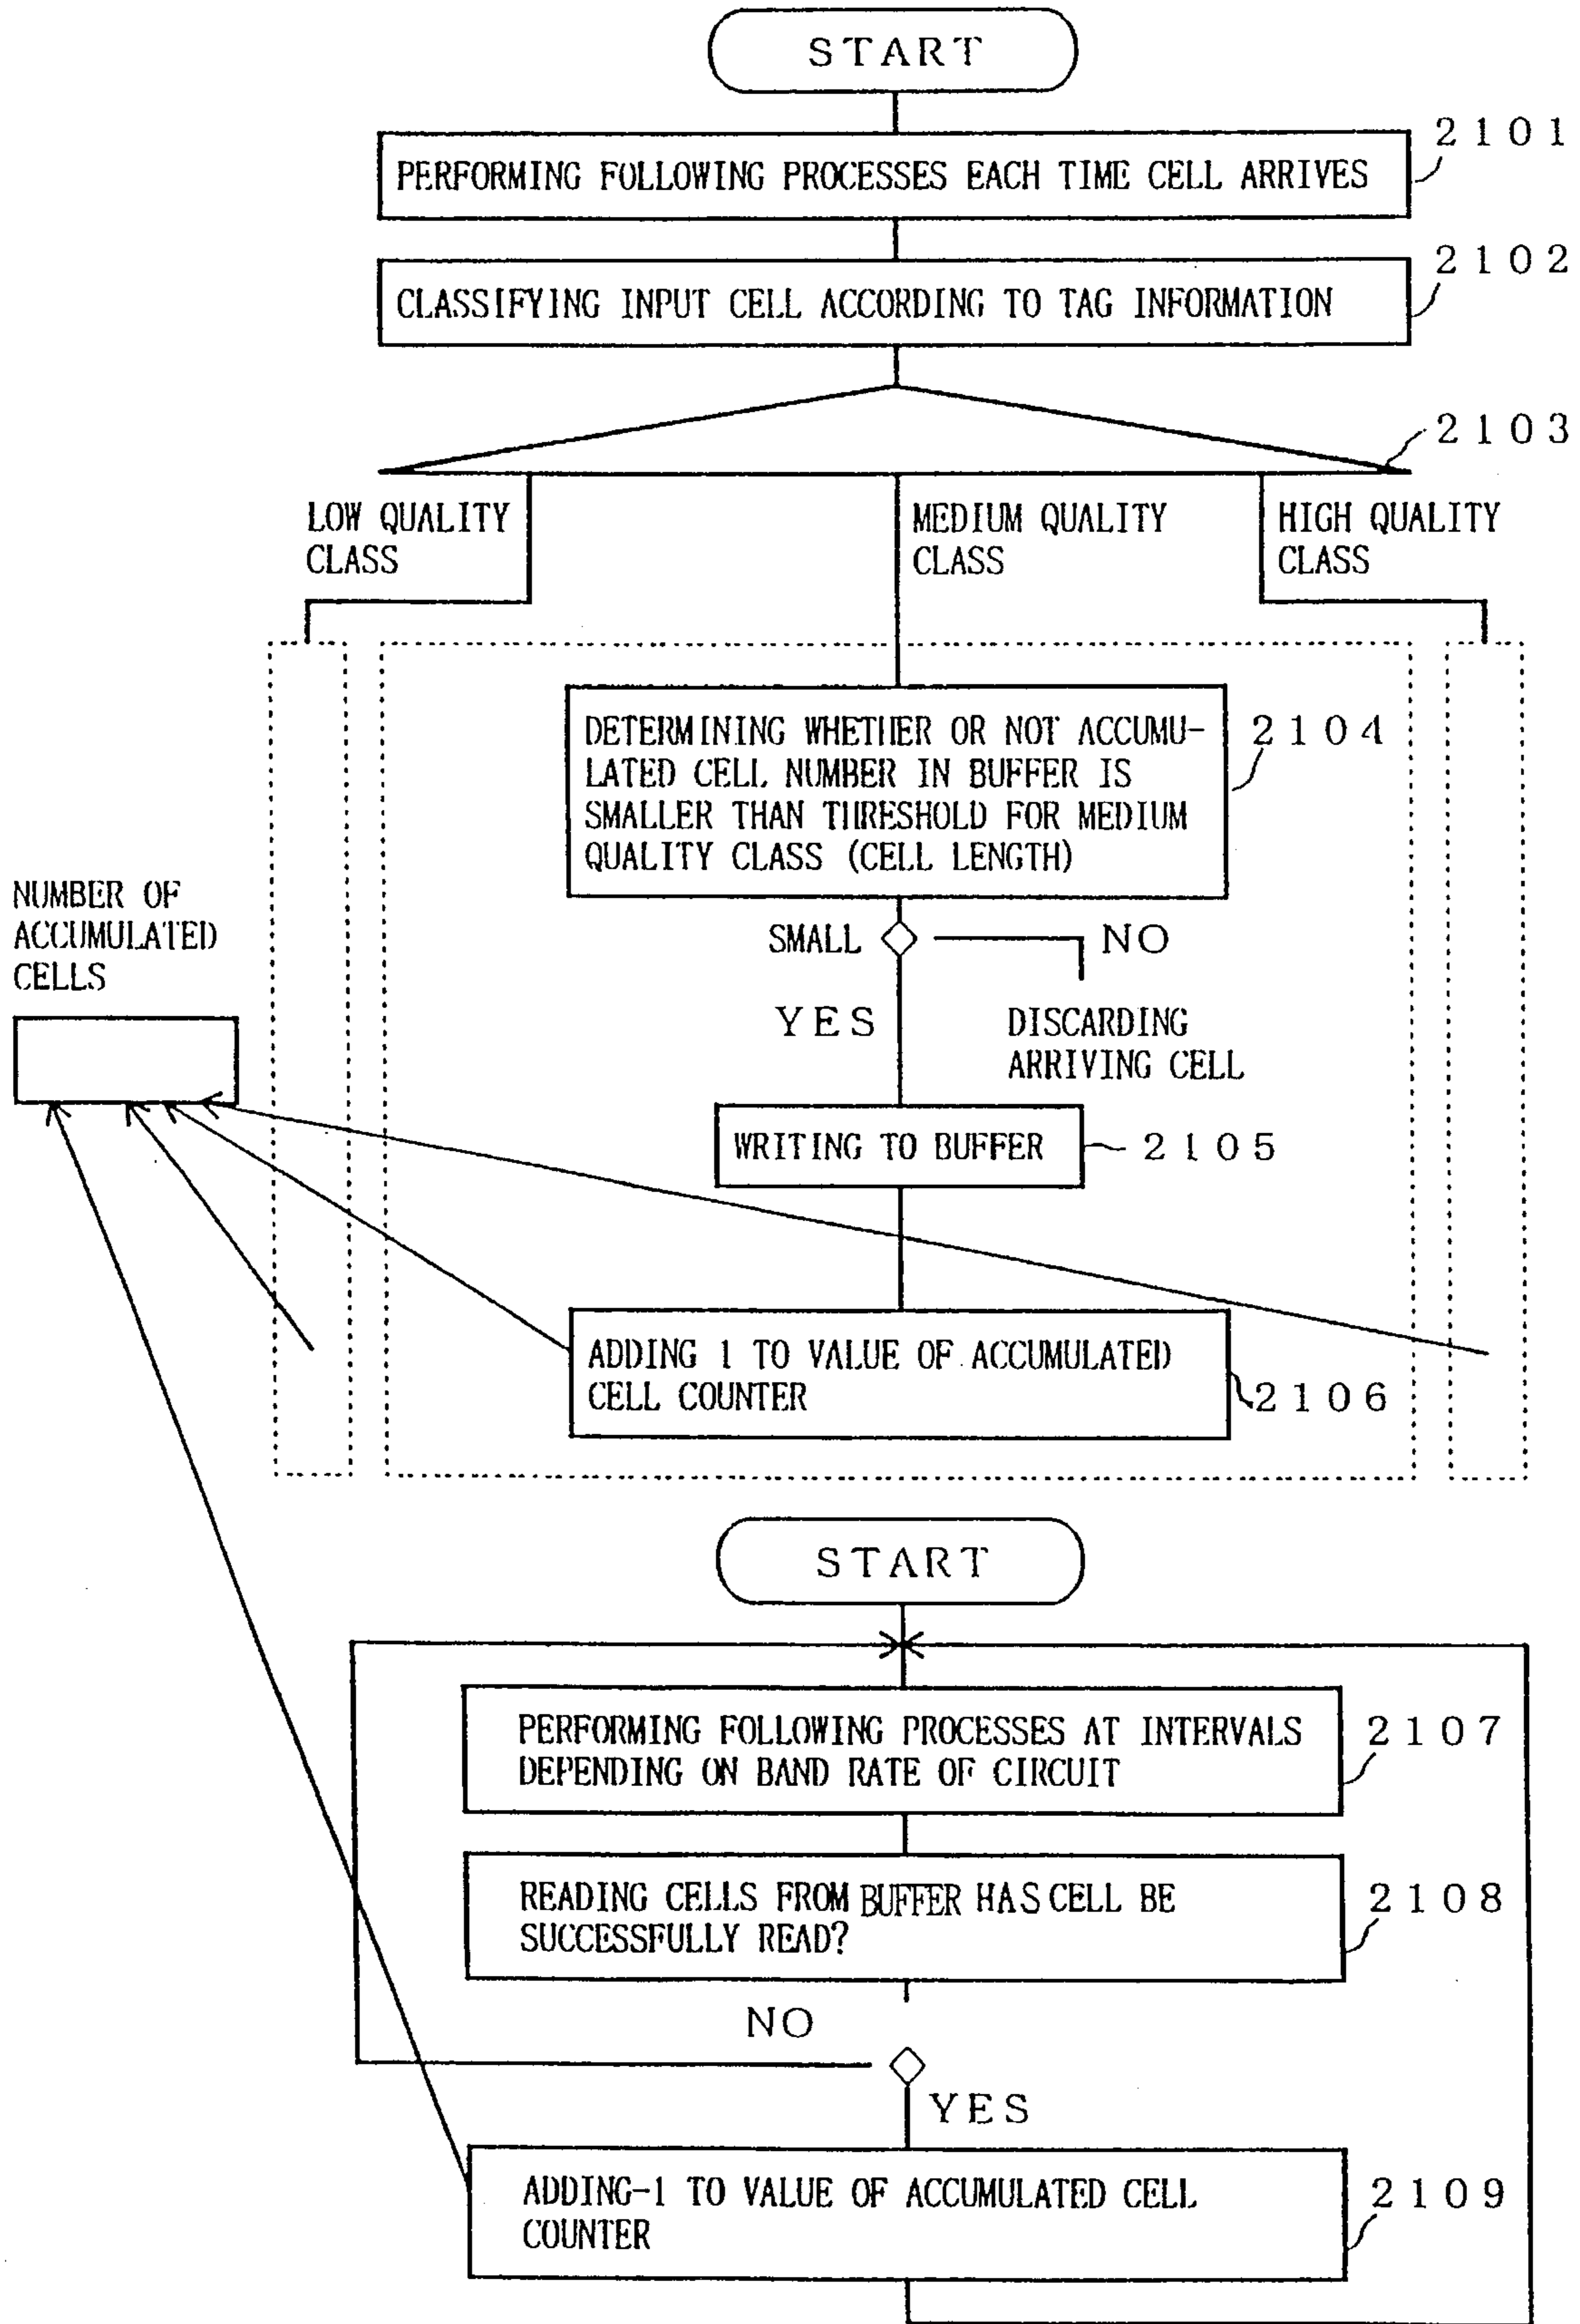 START
PERFORMING FOLLOWING PROCESSES EACH TIME CELL ARRIVES
2101
CLASSIFYING INPUT CELL ACCORDING TO TAG INFORMATION
2102
2103
LOW QUALITY
CLASS
MEDIUM QUALITY
CLASS
HIGH QUALITY
CLASS
DETERMINING WHETHER OR NOT ACCUMU-
LATED CELL NUMBER IN BUFFER IS
SMALLER THAN THRESHOLD FOR MEDIUM
QUALITY CLASS (CELL LENGTH)
2104
NUMBER OF
ACCUMULATED
CELLS
SMALL
NO
YES
DISCARDING
ARRIVING CELL
WRITING TO BUFFER
2105
ADDING 1 TO VALUE OF ACCUMULATED
CELL COUNTER
2106
START
PERFORMING FOLLOWING PROCESSES AT INTERVALS
DEPENDING ON BAND RATE OF CIRCUIT
2107
READING CELLS FROM BUFFER HAS CELL BE
SUCCESSFULLY READ?
2108
NO
YES
ADDING-1 TO VALUE OF ACCUMULATED CELL
COUNTER
2109